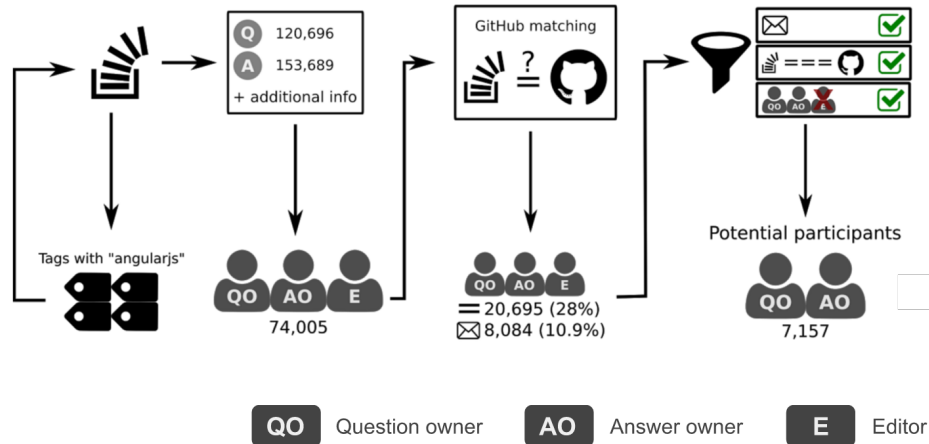 Q 120,696
A 153,689
+ additional info
GitHub matching
?
=
===
QO AO E
Tags with "angularjs"
QO AO E
74,005
QO AO E
= 20,695 (28%)
8,084 (10.9%)
Potential participants
QO AO
7,157
QO Question owner AO Answer owner E Editor